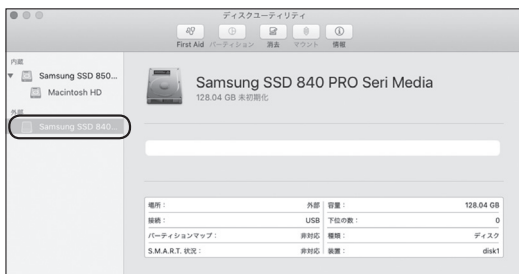 ディスクユーティリティ
First Aid パーティション 消去 マウント 情報
内蔵
Samsung SSD 850...
Macintosh HD
外部
Samsung SSD 840...
Samsung SSD 840 PRO Seri Media
128.04 GB 未初期化
場所： 外部 容量： 128.04 GB
接続： USB 下位の数： 0
パーティションマップ： 非対応 種類： ディスク
S.M.A.R.T. 状況： 非対応 装置： disk1